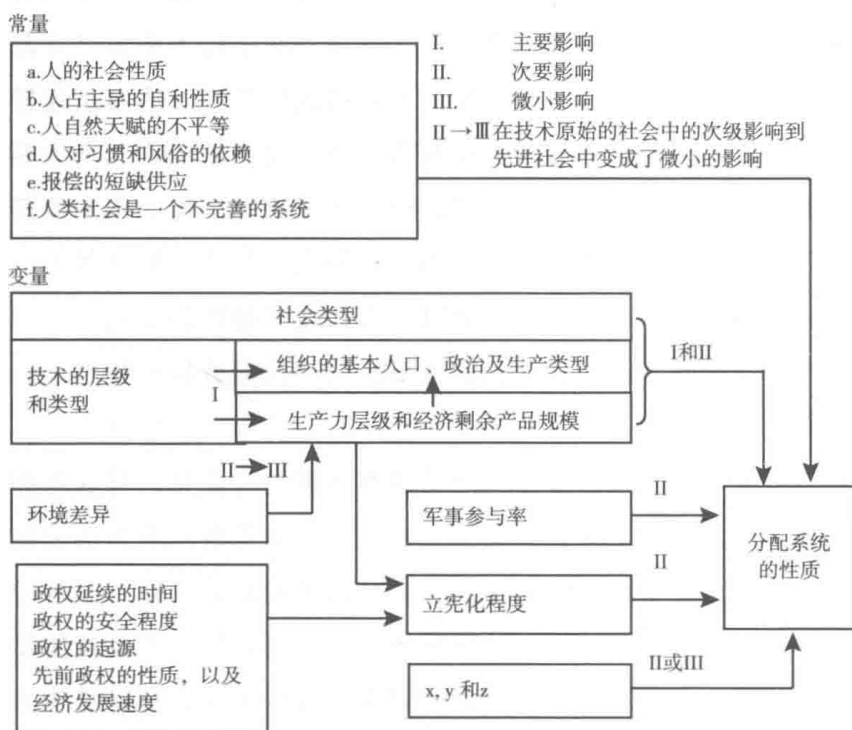 常量
a.人的社会性质
b.人占主导的自利性质
c.人自然天赋的不平等
d.人对习惯和风俗的依赖
e.报偿的短缺供应
f.人类社会是一个不完善的系统
I. 主要影响
II. 次要影响
III. 微小影响
II→III在技术原始的社会中的次级影响到
先进社会中变成了微小的影响
变量
社会类型
技术的层级
和类型
I
组织的基本人口、政治及生产类型
生产力层级和经济剩余产品规模
I和II
II→III
环境差异
军事参与率
II
分配系统
的性质
政权延续的时间
政权的安全程度
政权的起源
先前政权的性质，以及
经济发展速度
立宪化程度
II
x, y 和z
II或III